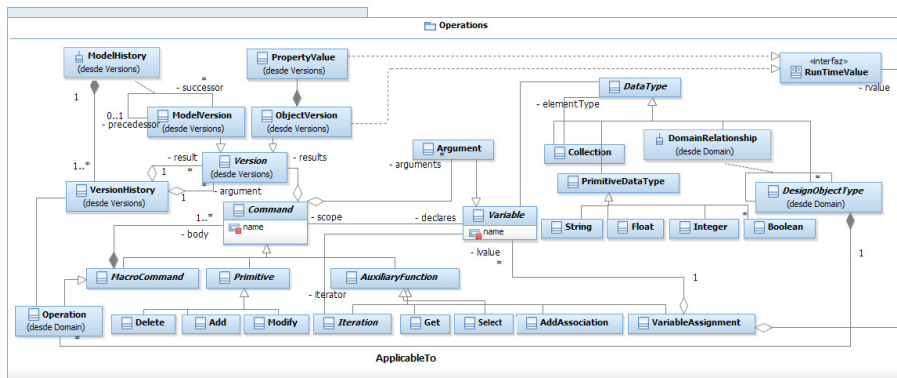 Operations
ModelHistory
(desde Versions)
PropertyValue
(desde Versions)
«interfaz»
RunTimeValue
- rvalue
DataType
- elementType
1
*
- successor
0..1
- precedessor
ModelVersion
(desde Versions)
ObjectVersion
(desde Versions)
Argument
*
- arguments
Collection
DomainRelationship
(desde Domain)
- result
1
*
Version
(desde Versions)
- results
1..*
VersionHistory
(desde Versions)
1
*
- argument
PrimitiveDataType
*
DesignObjectType
(desde Domain)
*
Command
name
- scope
- declares
Variable
name
String
Float
Integer
Boolean
1..*
- body
- lvalue
*
1
1
MacroCommand
Primitive
AuxiliaryFunction
- iterator
Operation
(desde Domain)
*
Delete
Add
Modify
Iteration
Get
Select
AddAssociation
VariableAssignment
ApplicableTo